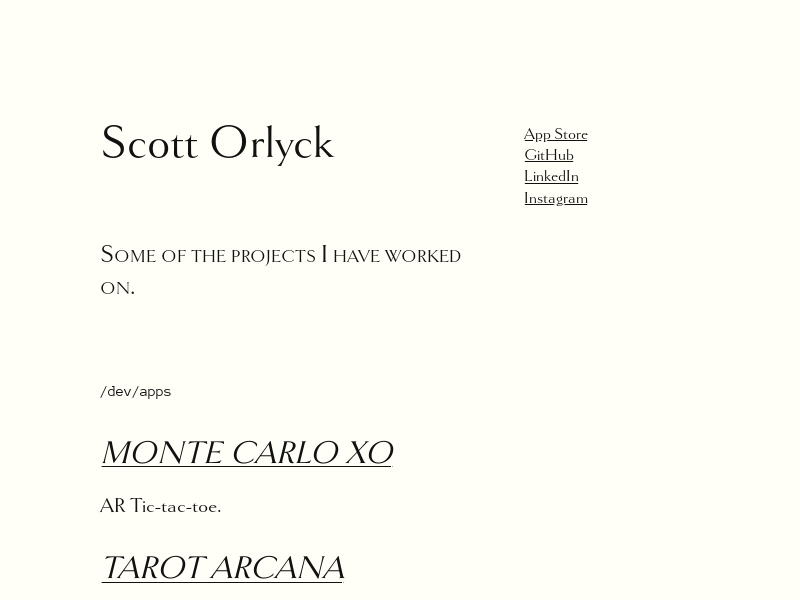 Scott Orlyck
App Store
GitHub
LinkedIn
Instagram
Some of the projects I have worked
on.
/dev/apps
MONTE CARLO XO
AR Tic-tac-toe.
TAROT ARCANA